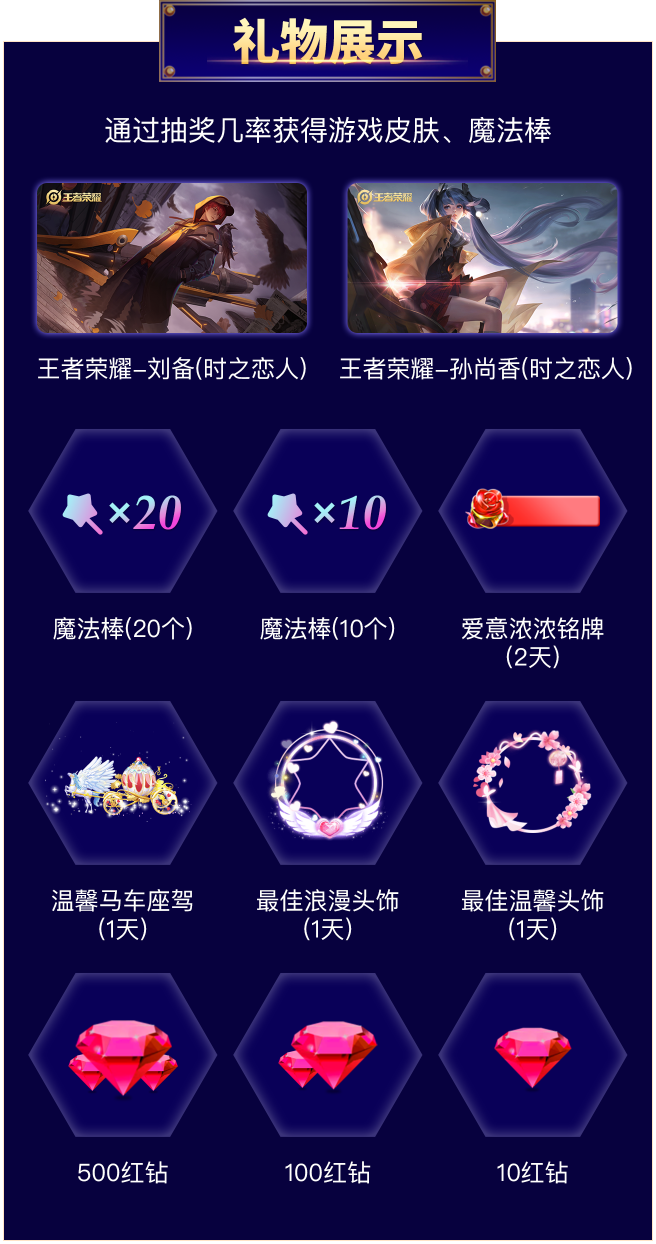 礼物展示
通过抽奖几率获得游戏皮肤、魔法棒
王者荣耀
王者荣耀
王者荣耀-刘备(时之恋人)
王者荣耀-孙尚香(时之恋人)
×20
×10
魔法棒(20个)
魔法棒(10个)
爱意浓浓铭牌
(2天)
温馨马车座驾
(1天)
最佳浪漫头饰
(1天)
最佳温馨头饰
(1天)
500红钻
100红钻
10红钻